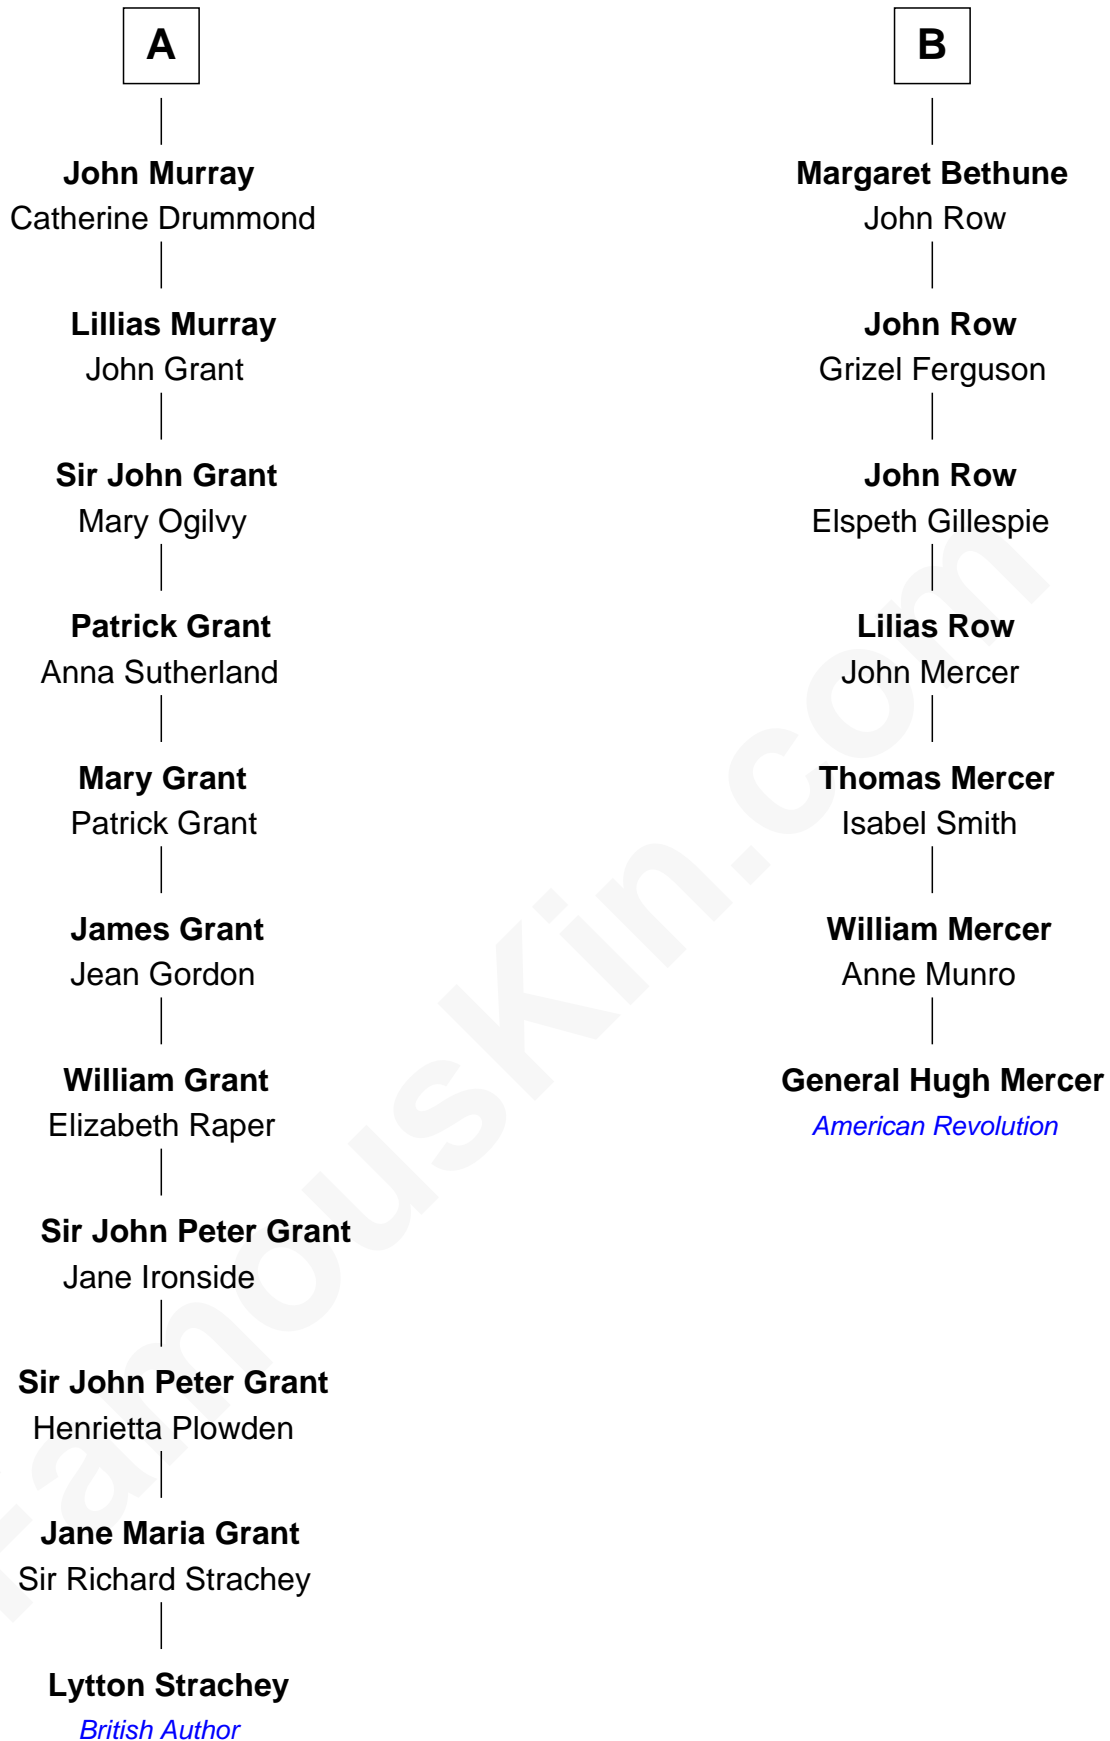 A
John Murray
Catherine Drummond
Lillias Murray
John Grant
Sir John Grant
Mary Ogilvy
Patrick Grant
Anna Sutherland
Mary Grant
Patrick Grant
James Grant
Jean Gordon
William Grant
Elizabeth Raper
Sir John Peter Grant
Jane Ironside
Sir John Peter Grant
Henrietta Plowden
Jane Maria Grant
Sir Richard Strachey
Lytton Strachey
British Author
B
Margaret Bethune
John Row
John Row
Grizel Ferguson
John Row
Elspeth Gillespie
Lilias Row
John Mercer
Thomas Mercer
Isabel Smith
William Mercer
Anne Munro
General Hugh Mercer
American Revolution
FamousKin.com